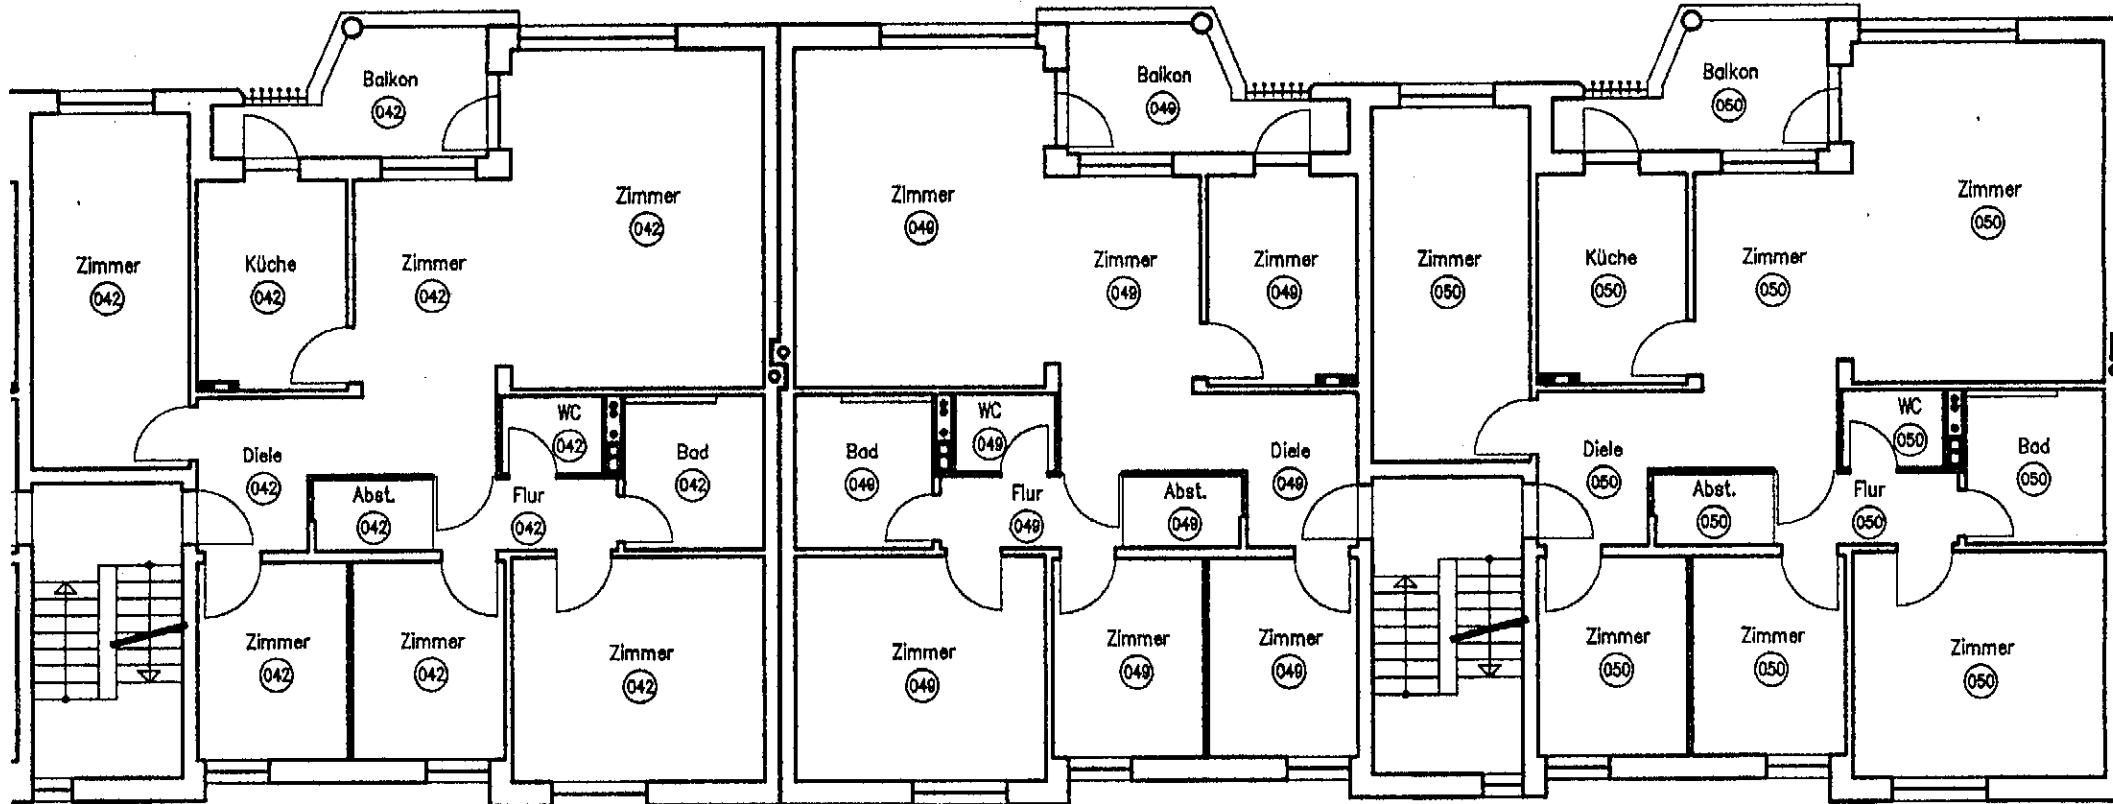 Balkon
042
Balkon
049
Balkon
050
Zimmer
042
Küche
042
Zimmer
042
Zimmer
042
Zimmer
049
Zimmer
049
Zimmer
049
Zimmer
050
Küche
050
Zimmer
050
Zimmer
050
Diele
042
Abst.
042
Flur
042
WC
042
Bad
042
Bad
049
WC
049
Flur
049
Abst.
049
Diele
049
Diele
050
Abst.
050
Flur
050
WC
050
Bad
050
Zimmer
042
Zimmer
042
Zimmer
042
Zimmer
049
Zimmer
049
Zimmer
049
Zimmer
050
Zimmer
050
Zimmer
050